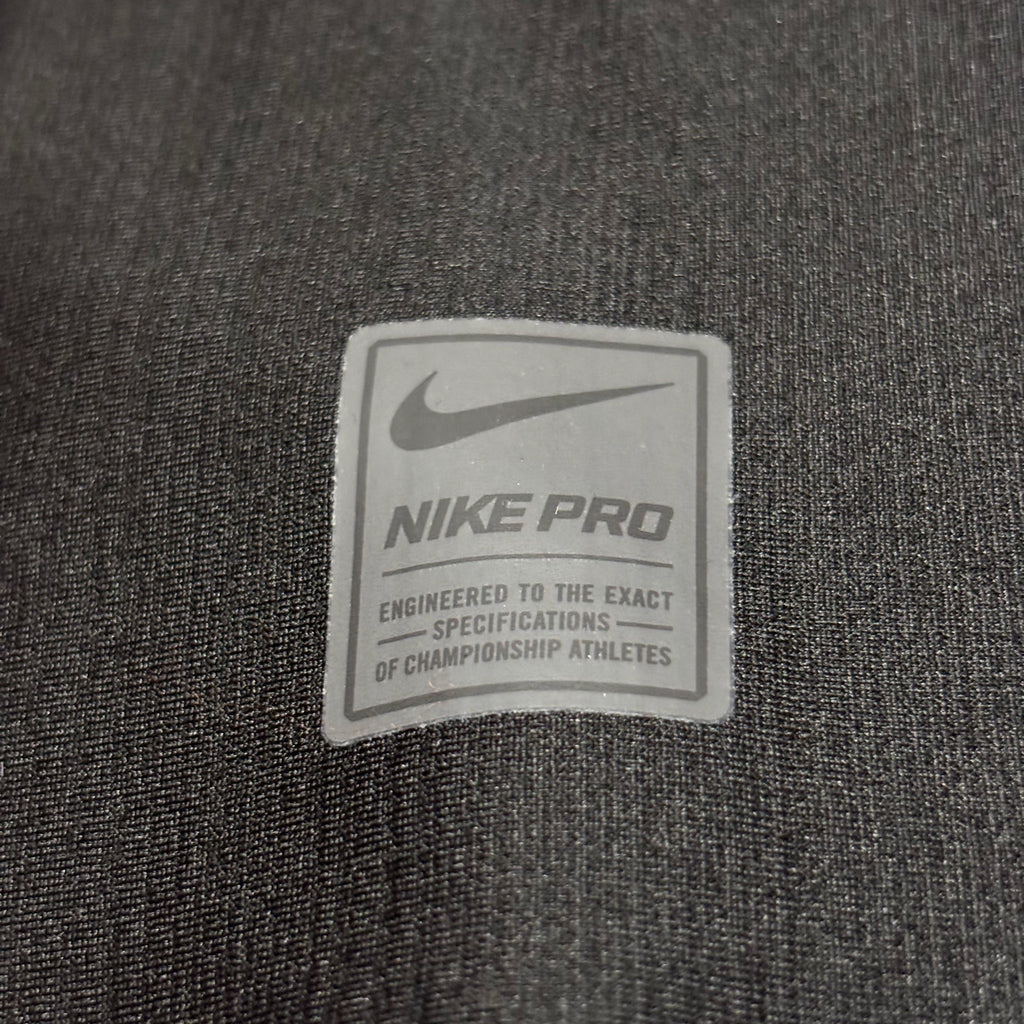 NIKE PRO
ENGINEERED TO THE EXACT
SPECIFICATIONS
OF CHAMPIONSHIP ATHLETES